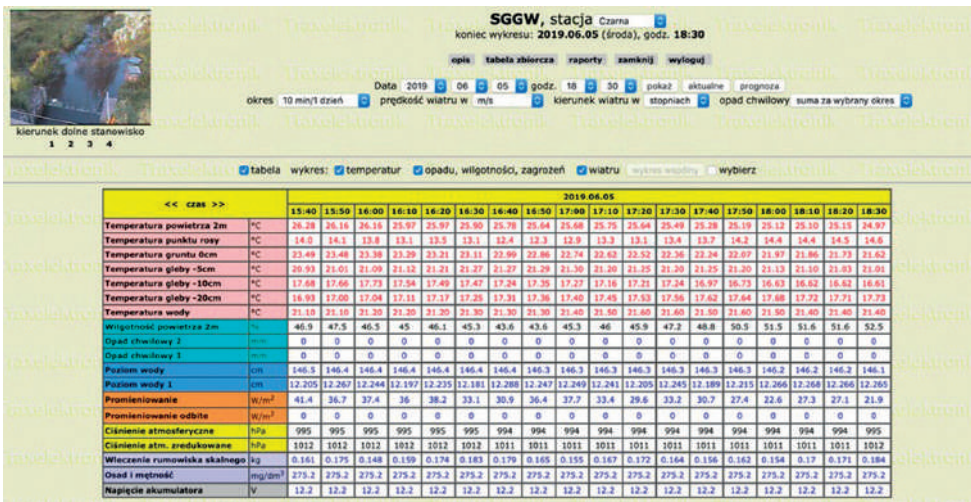 SGGW, stacja Czarna
koniec wykresu: 2019.06.05 (środa), godz. 18:30
opis tabela zbiorcza raporty zamknij wyloguj
Data 2019 06 05 godz. 18 30 pokaż aktualne prognoza
okres 10 min/1 dzień prędkość wiatru w m/s kierunek wiatru w stopniach opad chwilowy suma za wybrany okres
kierunek dolne stanowisko
1 2 3 4
tabela wykres: temperatur opadu, wilgotności, zagrożeń wiatru wykres wspólny wybierz
<< czas >> 2019.06.05
15:40 15:50 16:00 16:10 16:20 16:30 16:40 16:50 17:00 17:10 17:20 17:30 17:40 17:50 18:00 18:10 18:20 18:30
Temperatura powietrza 2m °C 26.28 26.16 26.16 25.97 25.97 25.90 25.78 25.64 25.68 25.75 25.64 25.49 25.28 25.19 25.12 25.10 25.15 24.97
Temperatura punktu rosy °C 14.0 14.1 13.8 13.1 13.5 13.1 12.4 12.3 12.9 13.3 13.1 13.4 13.7 14.2 14.4 14.4 14.5 14.6
Temperatura gruntu 0cm °C 23.49 23.48 23.38 23.29 23.21 23.11 22.99 22.86 22.74 22.62 22.52 22.36 22.24 22.07 21.97 21.86 21.73 21.62
Temperatura gleby -5cm °C 20.93 21.01 21.09 21.12 21.21 21.27 21.27 21.29 21.30 21.20 21.25 21.20 21.25 21.20 21.13 21.10 21.03 21.01
Temperatura gleby -10cm °C 17.68 17.66 17.73 17.54 17.49 17.47 17.24 17.35 17.27 17.16 17.21 17.24 16.97 16.73 16.63 16.62 16.62 16.61
Temperatura gleby -20cm °C 16.93 17.00 17.04 17.11 17.17 17.25 17.31 17.36 17.40 17.45 17.53 17.56 17.62 17.64 17.68 17.72 17.71 17.73
Temperatura wody °C 21.10 21.10 21.20 21.20 21.30 21.30 21.30 21.40 21.40 21.50 21.60 21.60 21.50 21.60 21.50 21.40 21.40 21.40
Wilgotność powietrza 2m % 46.9 47.5 46.5 45 46.1 45.3 43.6 43.6 45.3 46 45.9 47.2 48.8 50.5 51.5 51.6 51.6 52.5
Opad chwilowy 2 mm 0 0 0 0 0 0 0 0 0 0 0 0 0 0 0 0 0 0
Opad chwilowy 3 mm 0 0 0 0 0 0 0 0 0 0 0 0 0 0 0 0 0 0
Poziom wody cm 146.5 146.4 146.4 146.4 146.4 146.3 146.4 146.3 146.3 146.3 146.3 146.3 146.3 146.3 146.3 146.2 146.2 146.1
Poziom wody 1 cm 12.205 12.267 12.244 12.197 12.235 12.181 12.288 12.247 12.249 12.241 12.205 12.245 12.189 12.215 12.266 12.268 12.266 12.265
Promieniowanie W/m² 41.4 36.7 37.4 36 38.2 33.1 30.9 36.4 37.7 33.4 29.6 33.2 30.7 27.4 22.6 27.3 27.1 21.9
Promieniowanie odbite W/m² 0 0 0 0 0 0 0 0 0 0 0 0 0 0 0 0 0 0
Ciśnienie atmosferyczne hPa 995 995 995 995 995 995 994 994 994 994 994 994 994 994 994 994 994 994
Ciśnienie atm. zredukowane hPa 1012 1012 1012 1012 1012 1012 1012 1011 1011 1011 1011 1011 1011 1011 1011 1011 1011 1012
Wleczenie rumowiska skalnego kg 0.161 0.175 0.148 0.159 0.174 0.183 0.179 0.165 0.155 0.167 0.172 0.164 0.156 0.162 0.154 0.17 0.171 0.184
Osad i mętność mg/dm³ 275.2 275.2 275.2 275.2 275.2 275.2 275.2 275.2 275.2 275.2 275.2 275.2 275.2 275.2 275.2 275.2 275.2 275.2
Napięcie akumulatora V 12.2 12.2 12.2 12.2 12.2 12.2 12.2 12.2 12.2 12.2 12.2 12.2 12.2 12.2 12.2 12.2 12.2 12.2